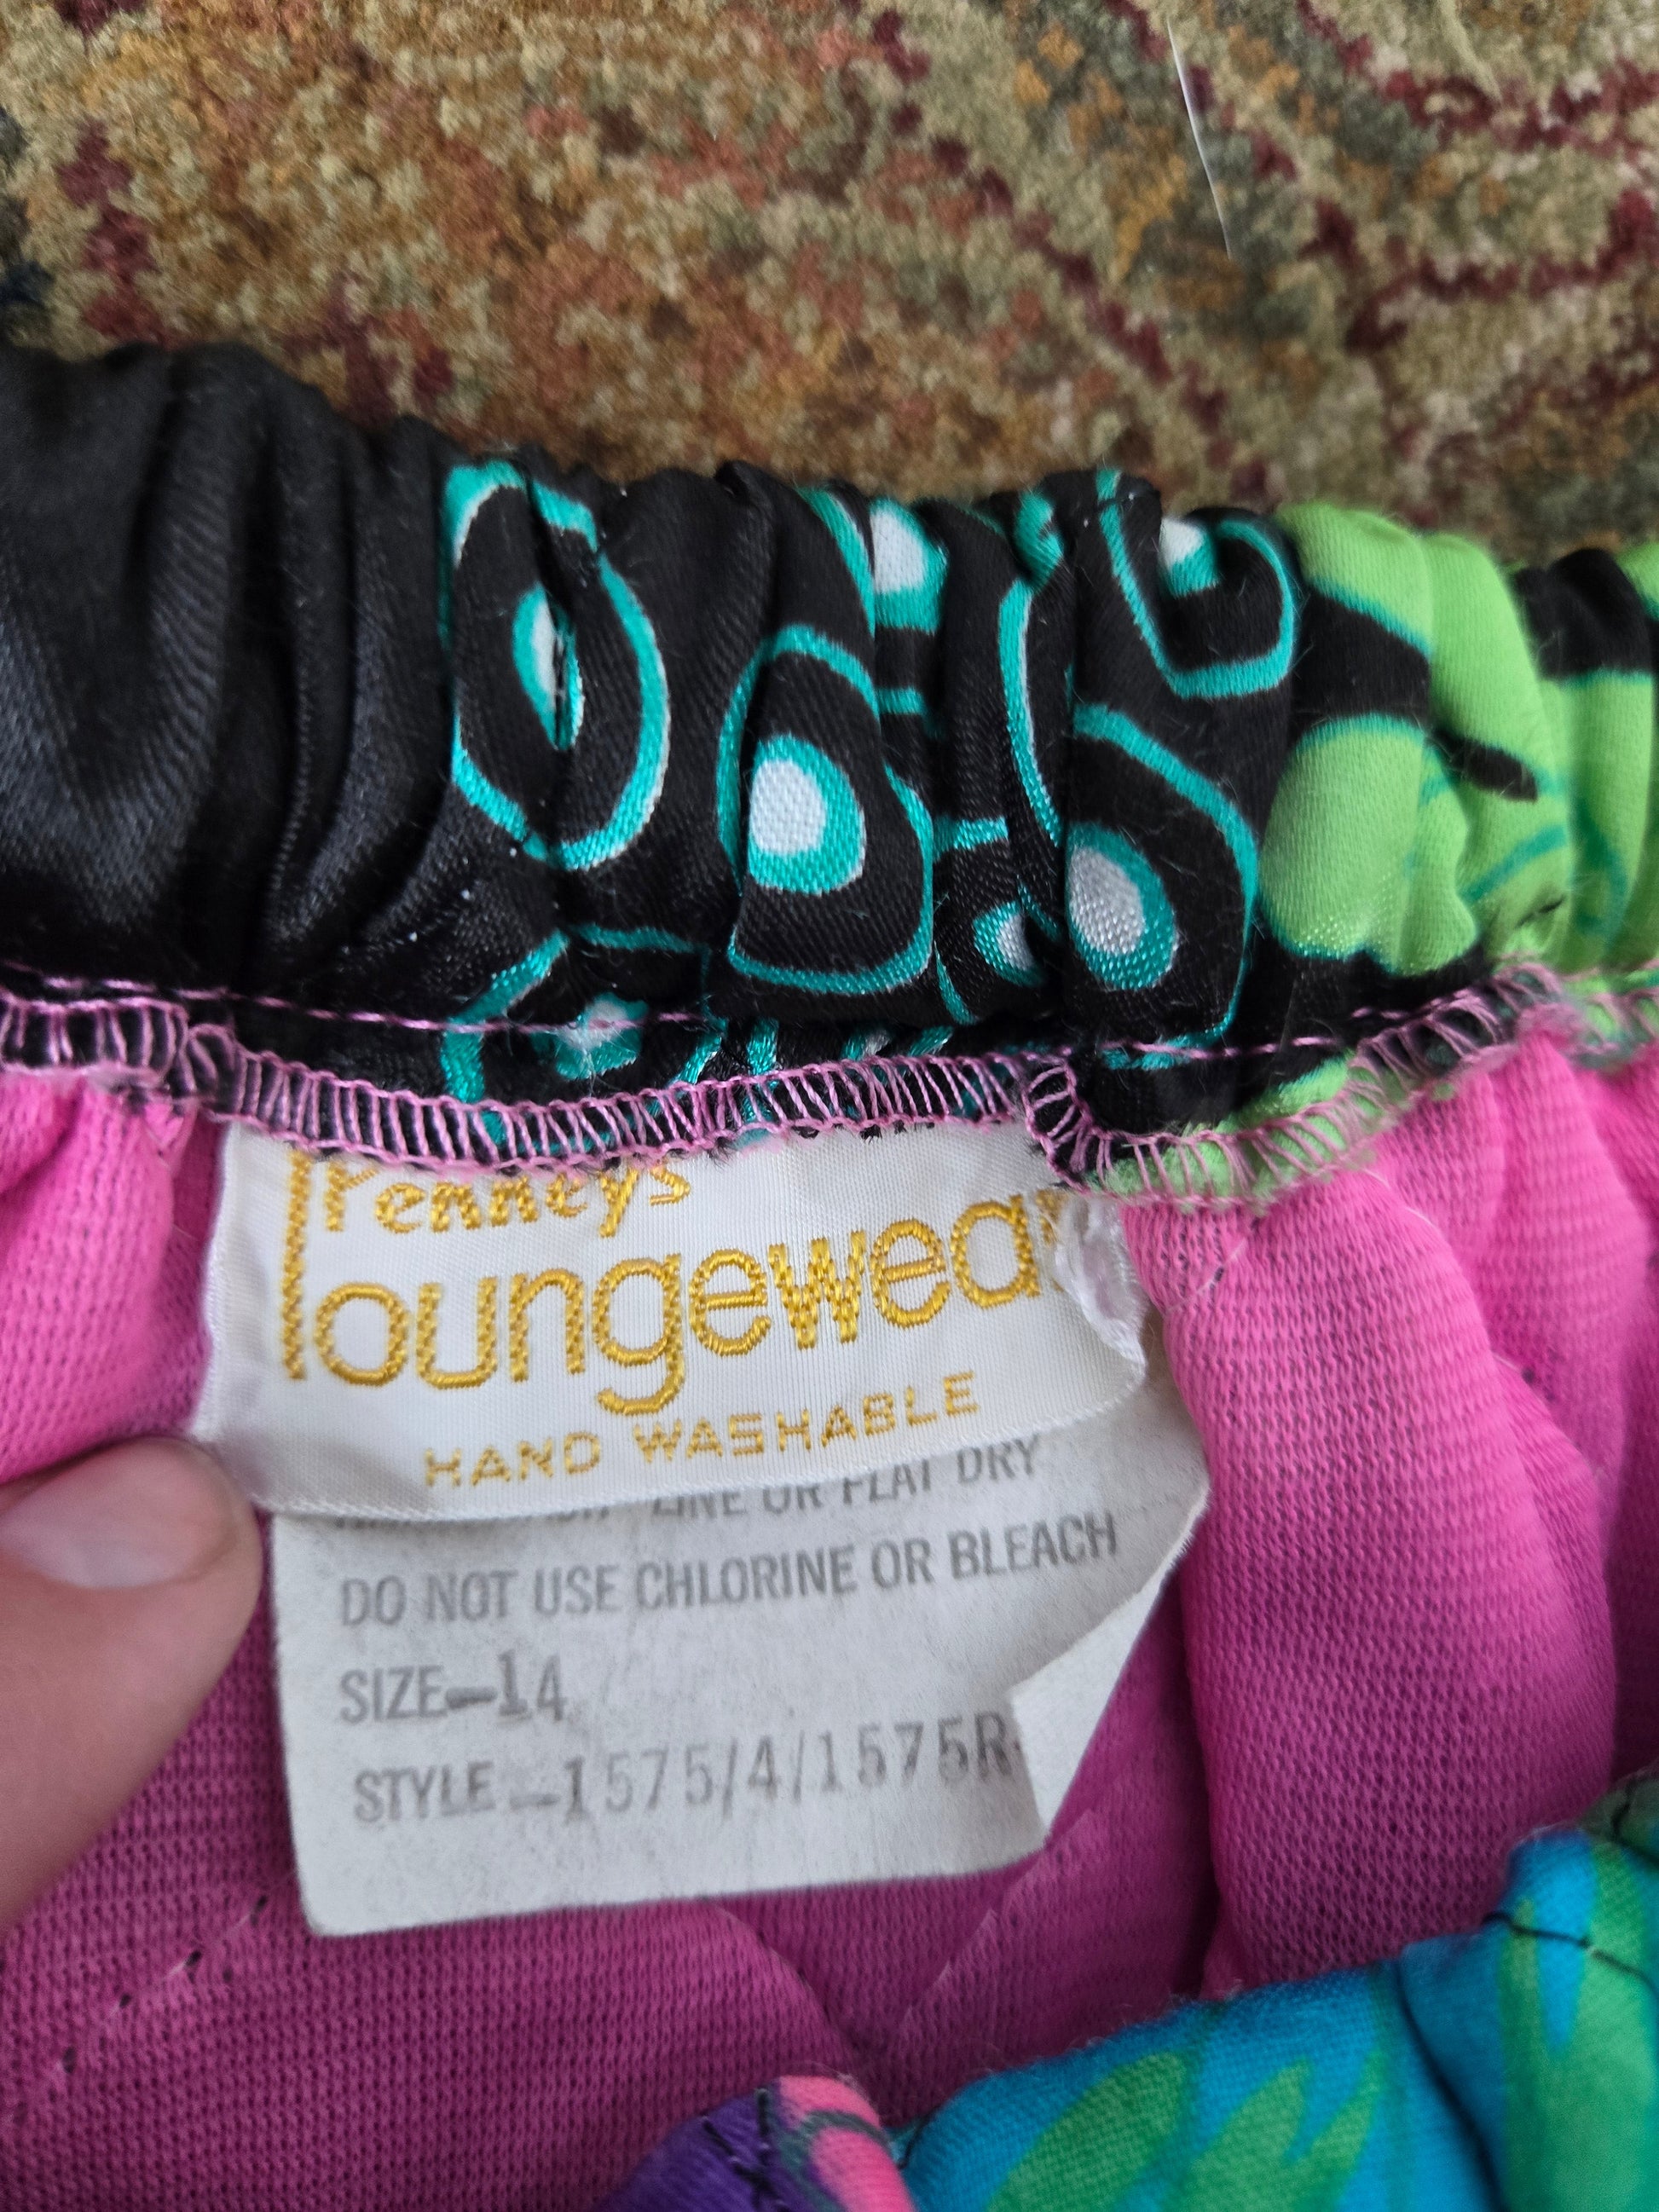 Penneys
loungewear
HAND WASHABLE
LINE OR FLAT DRY
DO NOT USE CHLORINE OR BLEACH
SIZE-14
STYLE-1575/4/1575R